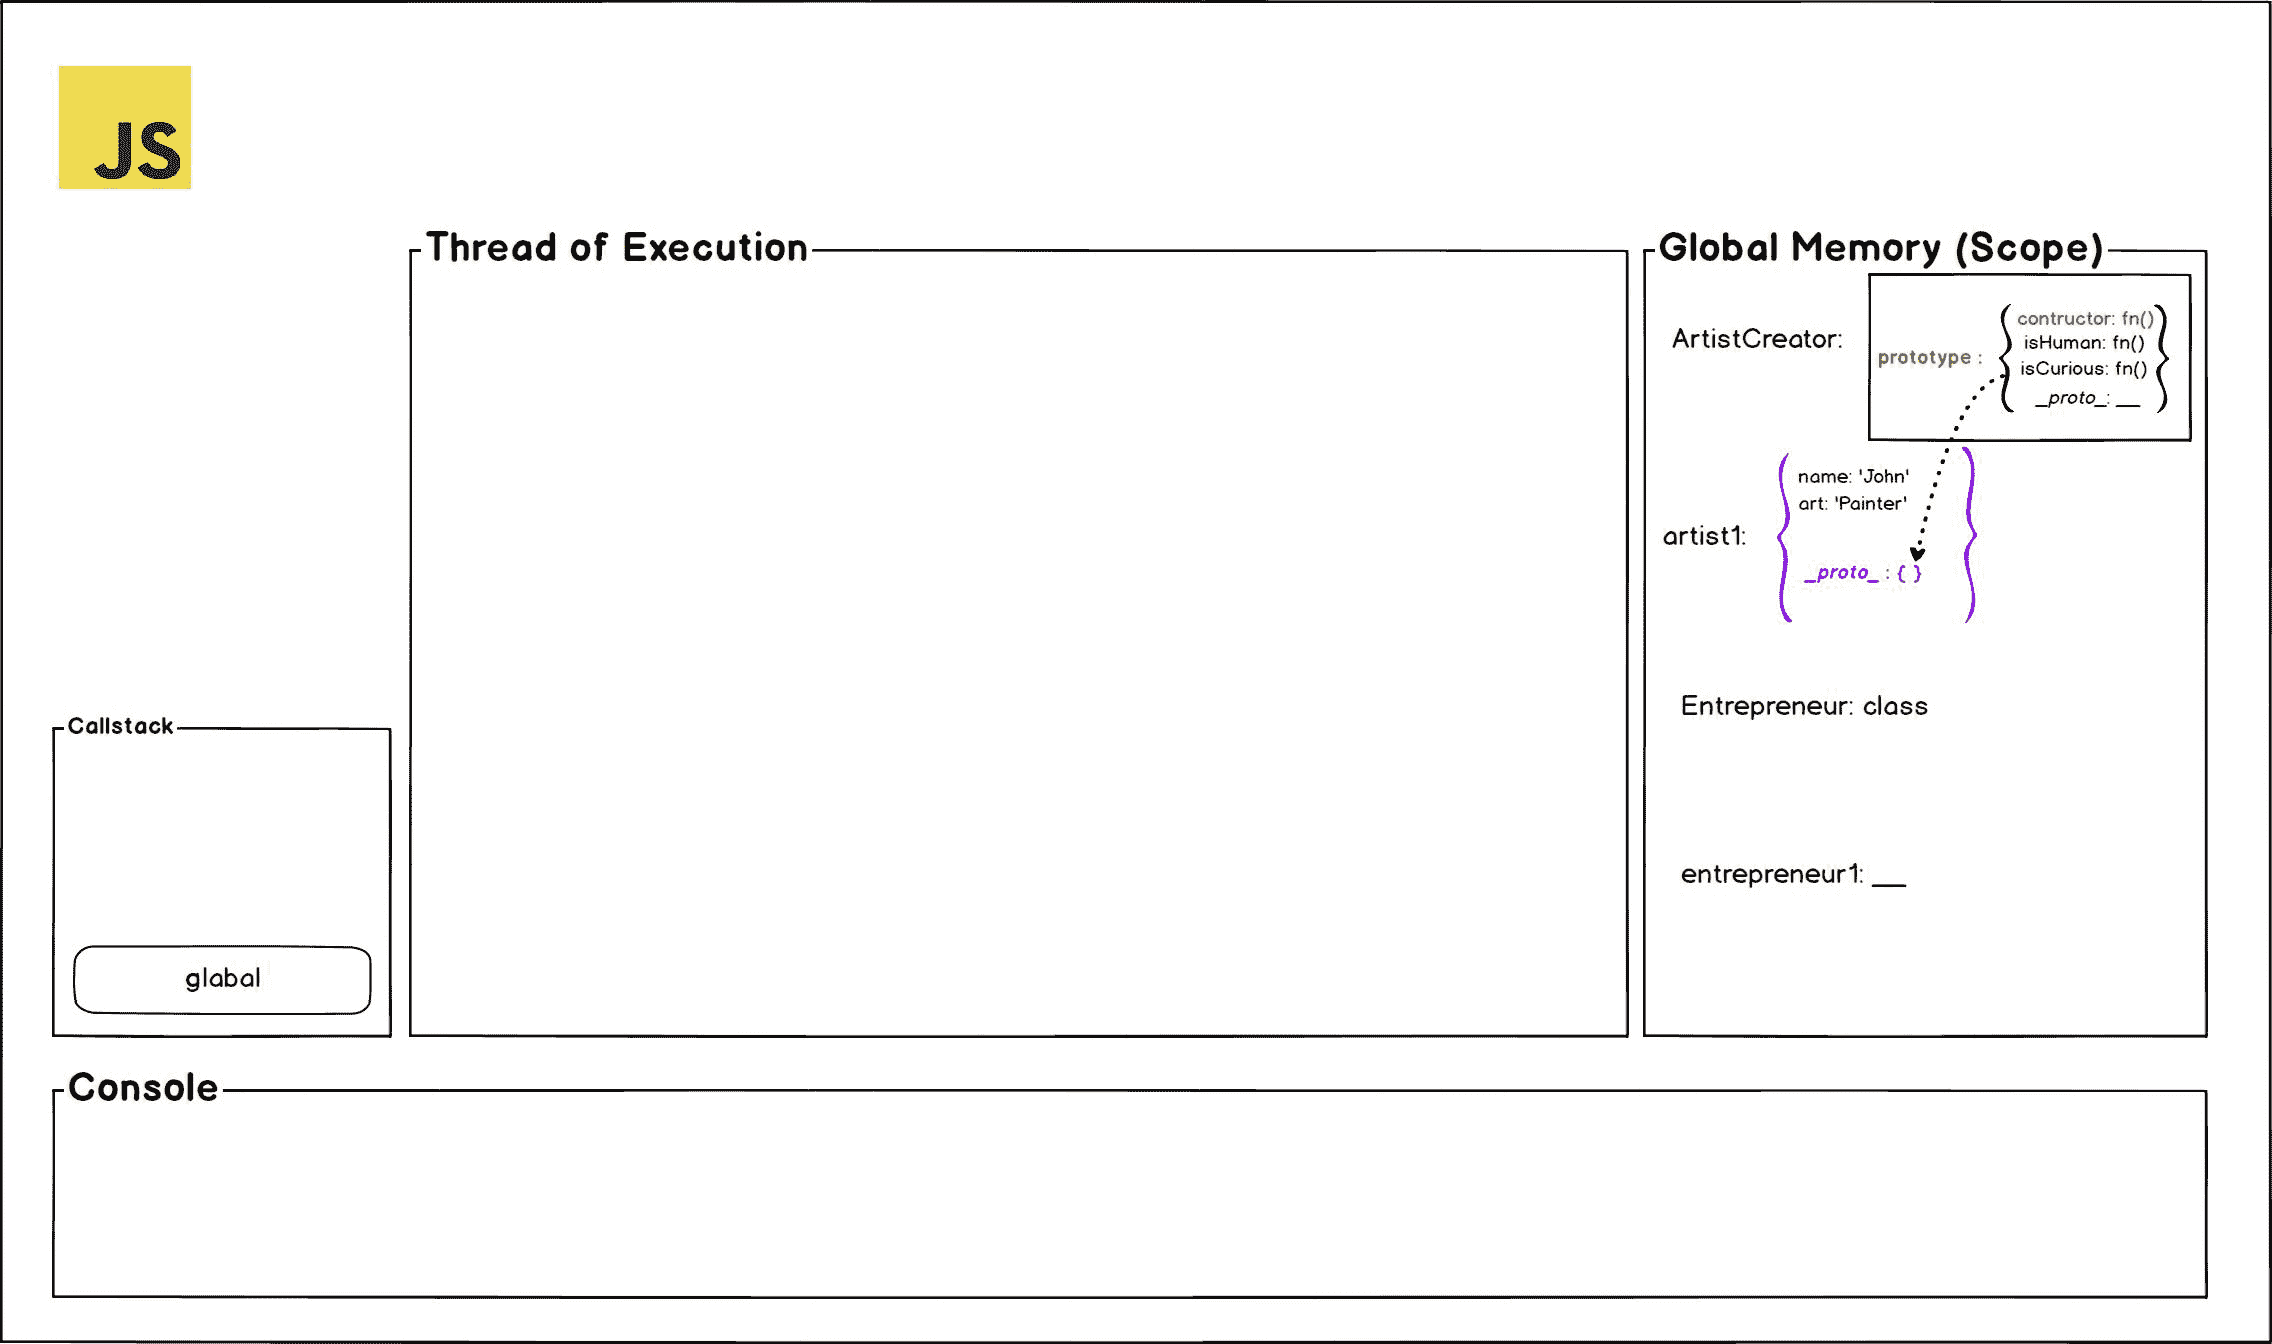 JS
Thread of Execution
Global Memory (Scope)
ArtistCreator:
prototype :
contructor: fn()
isHuman: fn()
isCurious: fn()
_proto_: __
artist1:
name: 'John'
art: 'Painter'
_proto_ : { }
Entrepreneur: class
entrepreneur1: __
Callstack
glabal
Console